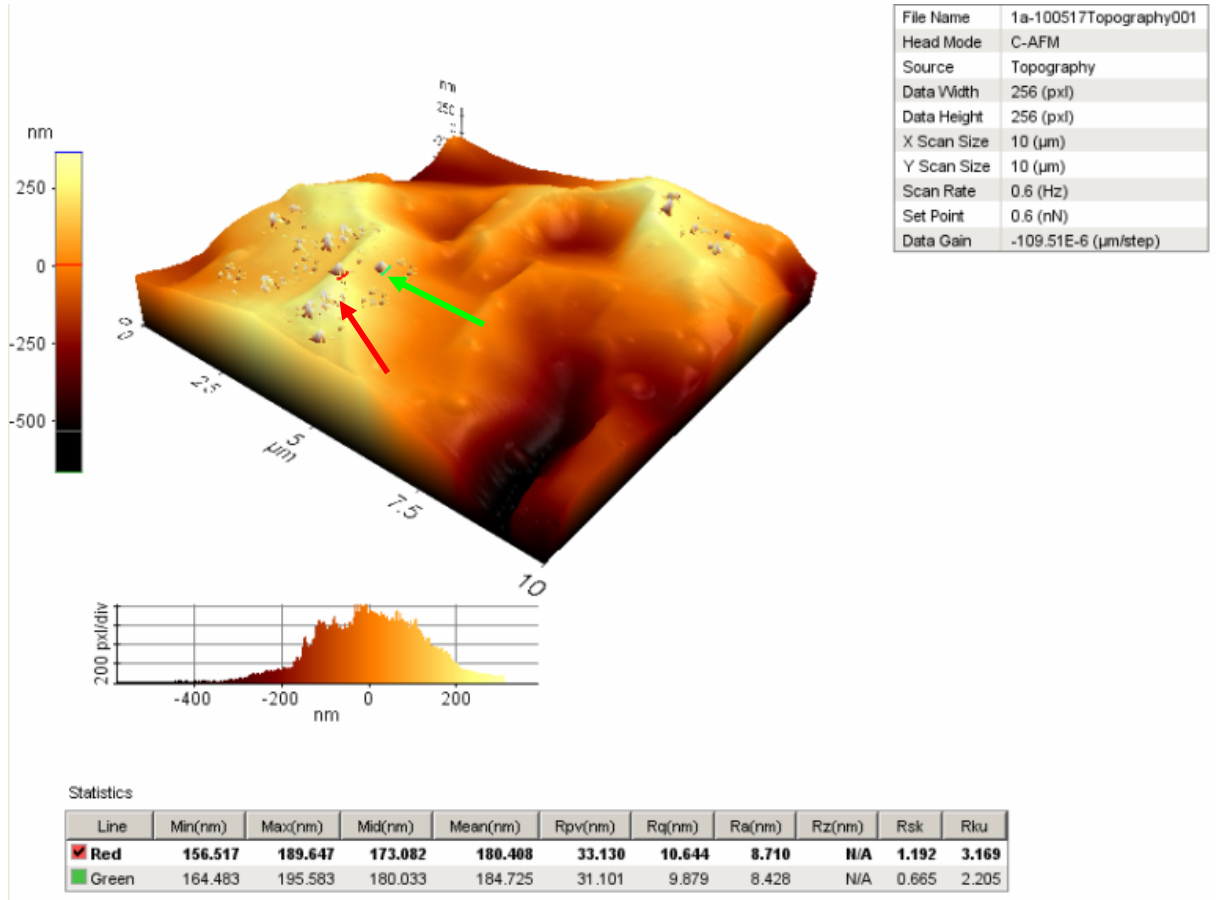 File Name 1a-100517Topography001
Head Mode C-AFM
Source Topography
Data Width 256 (pxl)
Data Height 256 (pxl)
X Scan Size 10 (µm)
Y Scan Size 10 (µm)
Scan Rate 0.6 (Hz)
Set Point 0.6 (nN)
Data Gain -109.51E-6 (µm/step)
nm
250
nm
250
0
-250
-500
0
0
2.5
5
µm
7.5
10
200 pxl/div
-400 -200 0 200
nm
Statistics
Line Min(nm) Max(nm) Mid(nm) Mean(nm) Rpv(nm) Rq(nm) Ra(nm) Rz(nm) Rsk Rku
Red 156.517 189.647 173.082 180.408 33.130 10.644 8.710 N/A 1.192 3.169
Green 164.483 195.583 180.033 184.725 31.101 9.879 8.428 N/A 0.665 2.205